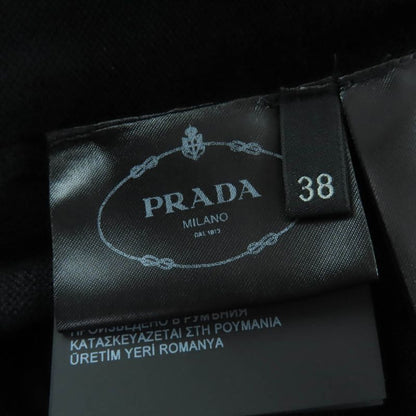 PRADA
MILANO
DAL 1913
38
ПРОИЗВЕДЕНО В РУМЪНИЯ
ΚΑΤΑΣΚΕΥΑΖΕΤΑΙ ΣΤΗ ΡΟΥΜΑΝΙΑ
ÜRETİM YERİ ROMANYA